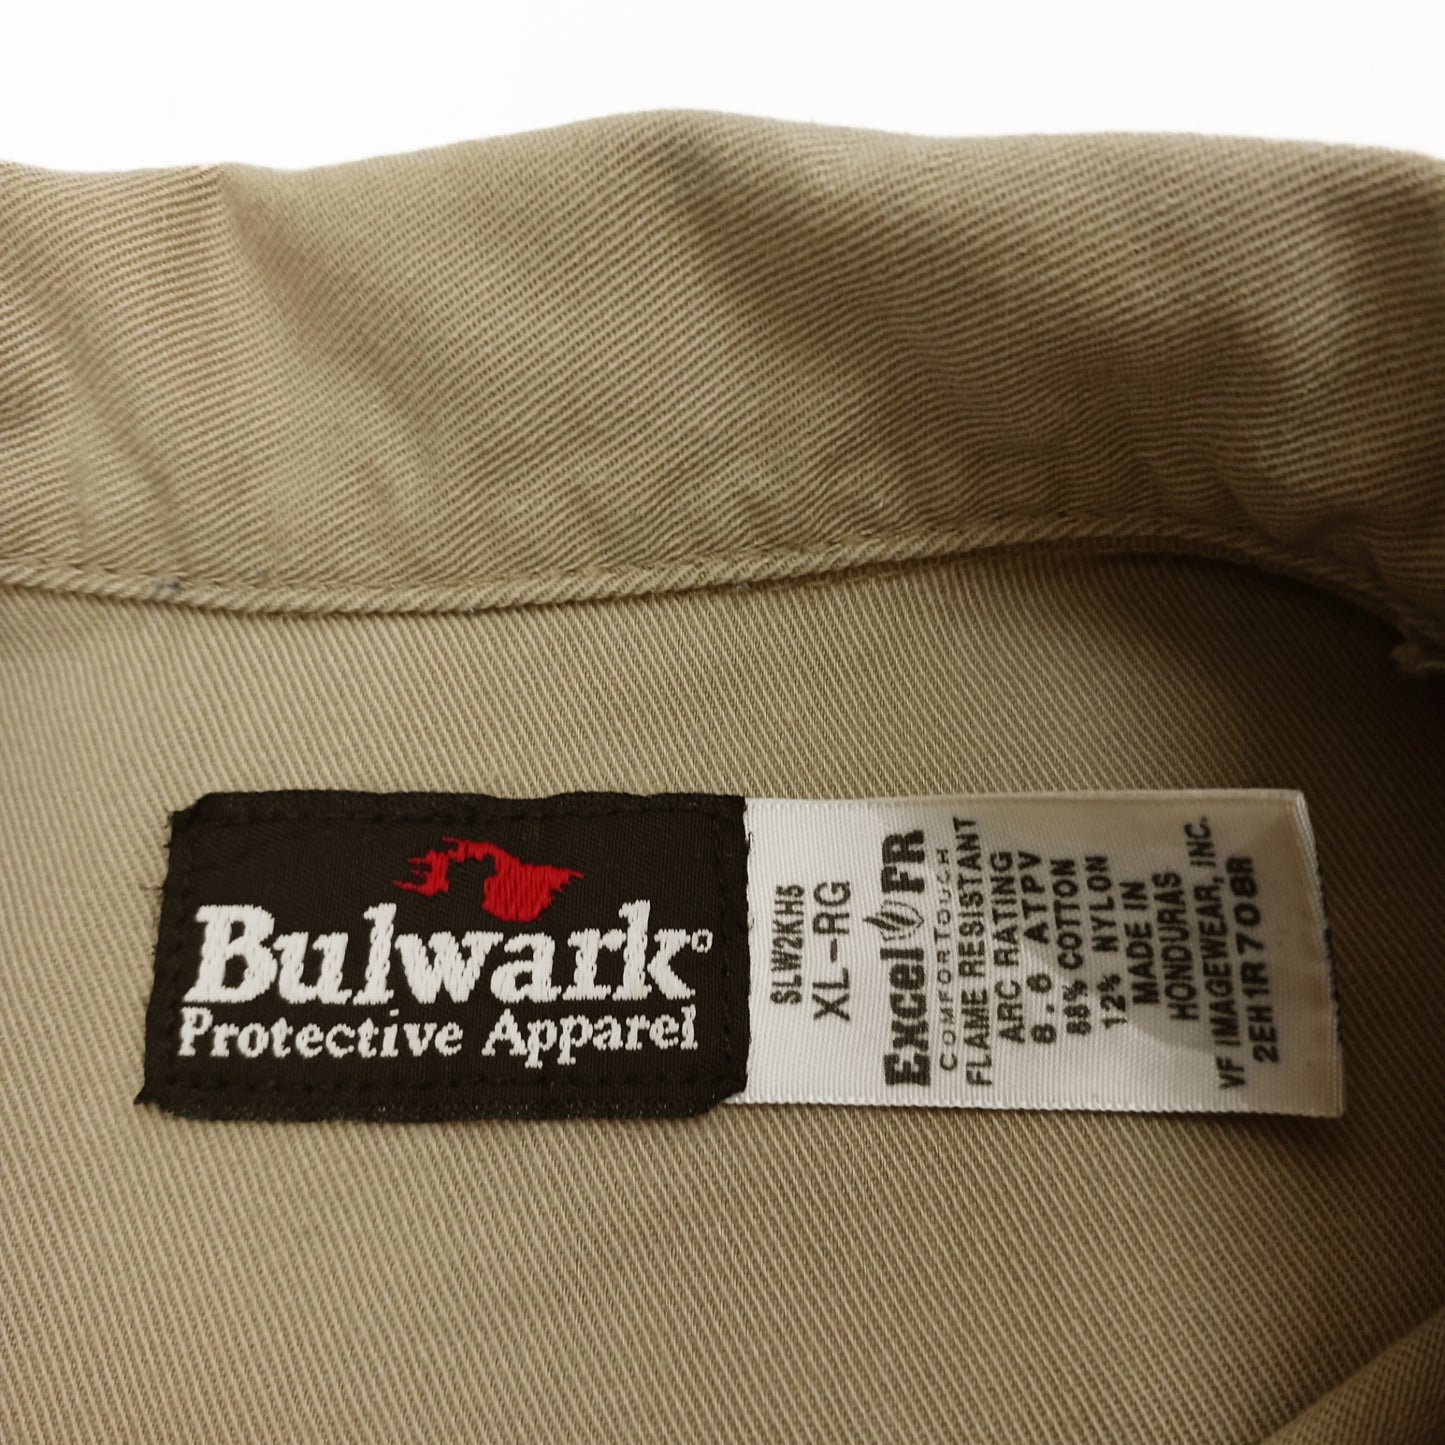 Bulwark®
Protective Apparel
SLW2KH5
XL-RG
Excel FR
COMFORTOUCH
FLAME RESISTANT
ARC RATING
8.6 ATPV
88% COTTON
12% NYLON
MADE IN
HONDURAS
VF IMAGEWEAR, INC.
2EH1R708R